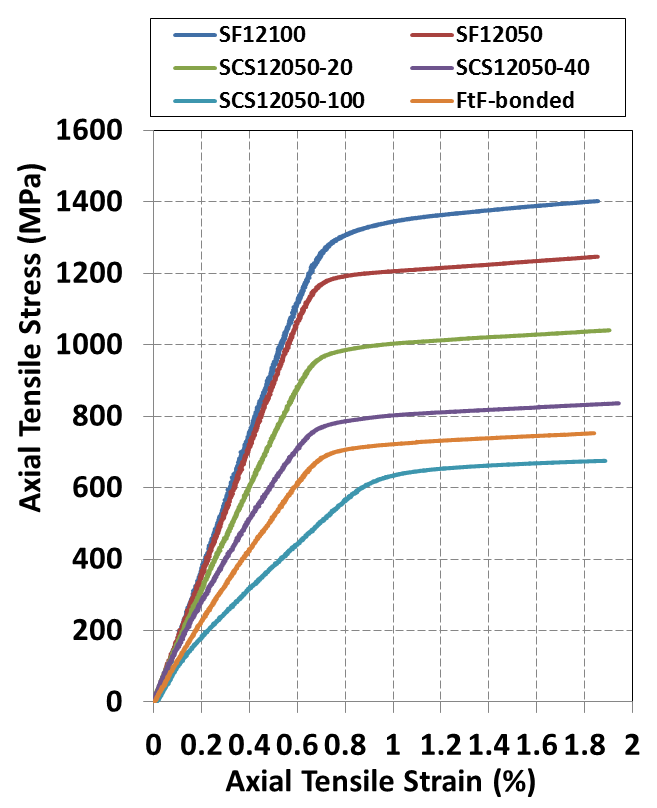 SF12100 SF12050
SCS12050-20 SCS12050-40
SCS12050-100 FtF-bonded
1600
1400
1200
1000
800
600
400
200
0
Axial Tensile Stress (MPa)
0 0.2 0.4 0.6 0.8 1 1.2 1.4 1.6 1.8 2
Axial Tensile Strain (%)